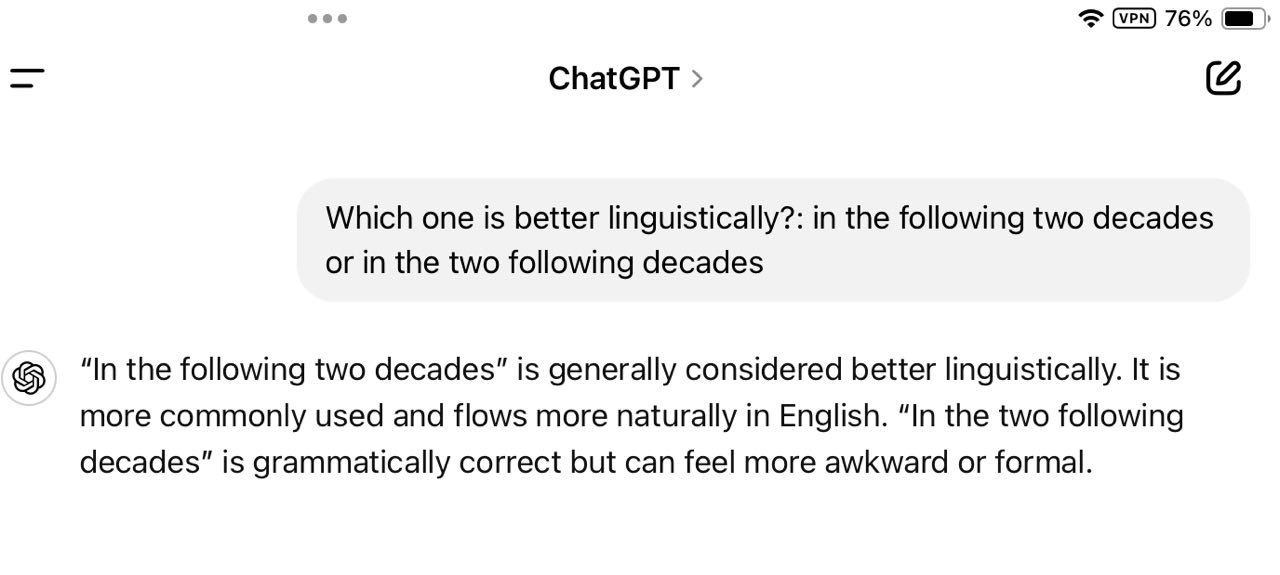 VPN 76%
ChatGPT >
Which one is better linguistically?: in the following two decades
or in the two following decades
“In the following two decades” is generally considered better linguistically. It is
more commonly used and flows more naturally in English. “In the two following
decades” is grammatically correct but can feel more awkward or formal.